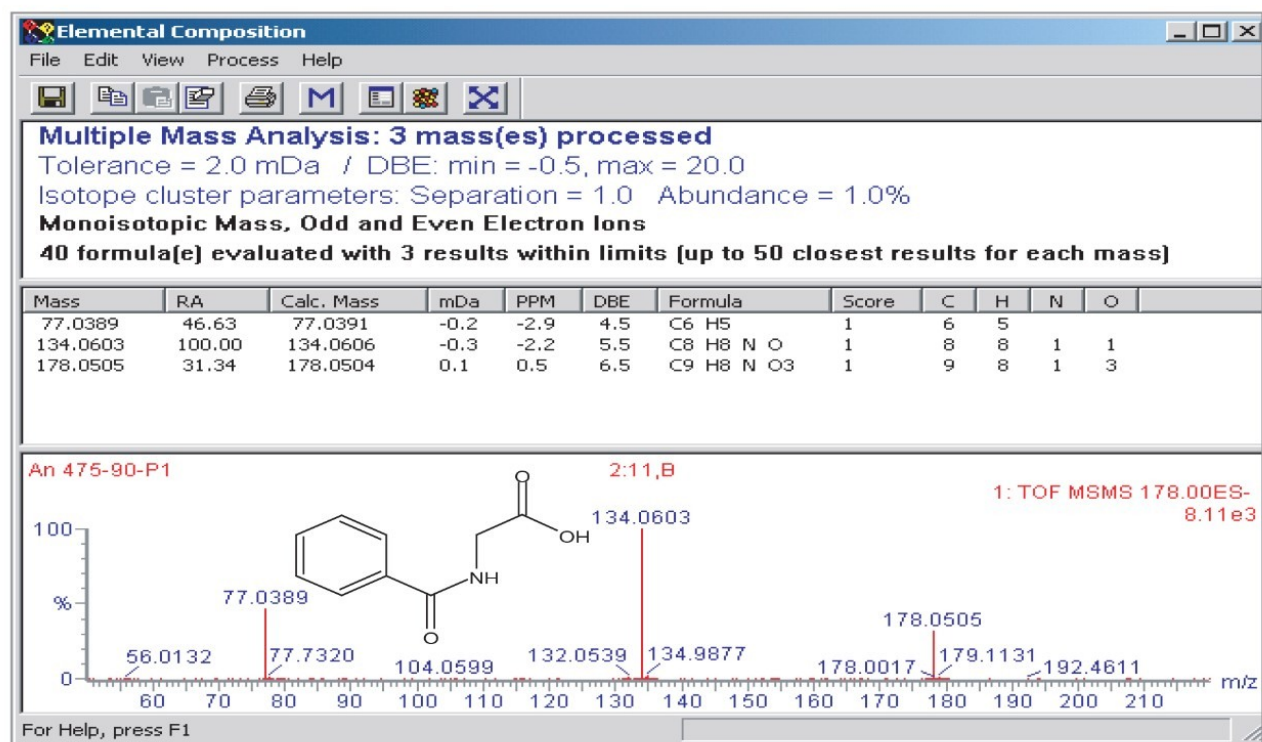 Elemental Composition
File Edit View Process Help
M
Multiple Mass Analysis: 3 mass(es) processed
Tolerance = 2.0 mDa / DBE: min = -0.5, max = 20.0
Isotope cluster parameters: Separation = 1.0 Abundance = 1.0%
Monoisotopic Mass, Odd and Even Electron Ions
40 formula(e) evaluated with 3 results within limits (up to 50 closest results for each mass)
Mass RA Calc. Mass mDa PPM DBE Formula Score C H N O
77.0389 46.63 77.0391 -0.2 -2.9 4.5 C6 H5 1 6 5
134.0603 100.00 134.0606 -0.3 -2.2 5.5 C8 H8 N O 1 8 8 1 1
178.0505 31.34 178.0504 0.1 0.5 6.5 C9 H8 N O3 1 9 8 1 3
An 475-90-P1 2:11,B
1: TOF MSMS 178.00ES-
8.11e3
O
134.0603
100
OH
NH
77.0389
%
178.0505
O
56.0132 77.7320 104.0599 132.0539 134.9877 178.0017 179.1131 192.4611
0
m/z
60 70 80 90 100 110 120 130 140 150 160 170 180 190 200 210
For Help, press F1